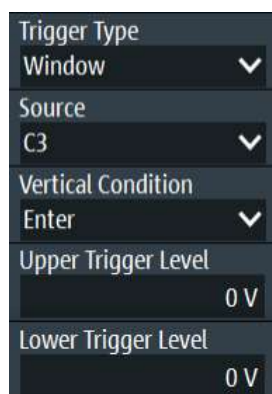 Trigger Type
Window
Source
C3
Vertical Condition
Enter
Upper Trigger Level
0 V
Lower Trigger Level
0 V